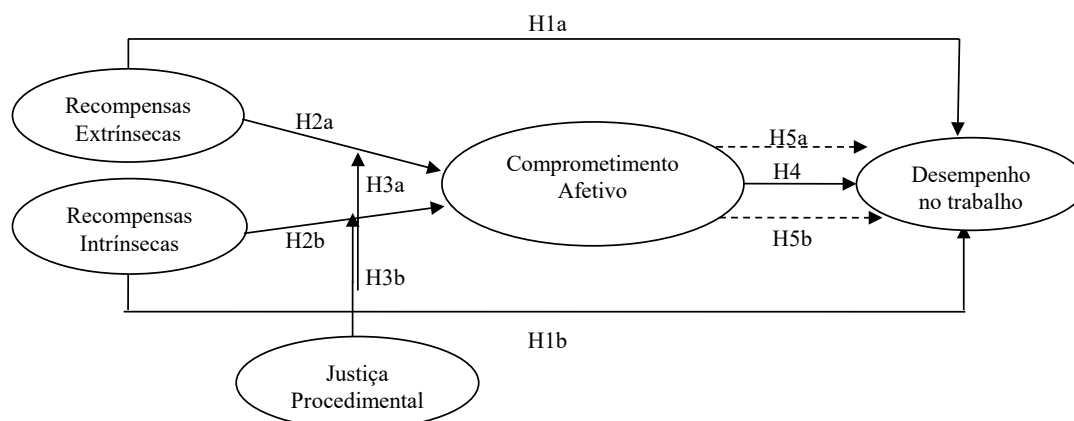 H1a
Recompensas
Extrínsecas
H2a
H3a
Comprometimento
Afetivo
H5a
H4
H5b
Desempenho
no trabalho
Recompensas
Intrínsecas
H2b
H3b
H1b
Justiça
Procedimental